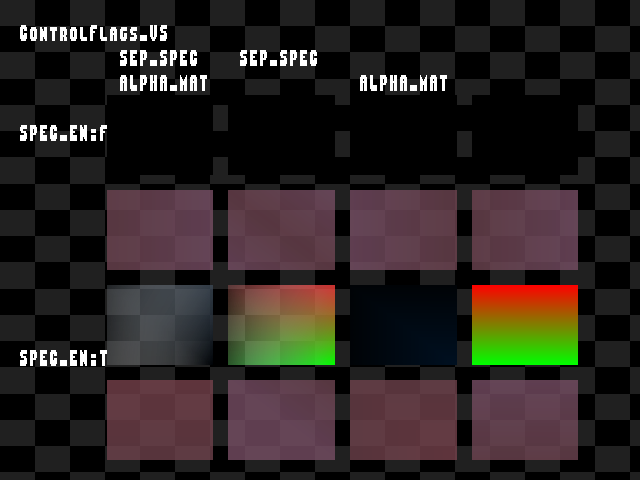 ControlFlags_VS
SEP_SPEC SEP_SPEC
ALPHA_MAT ALPHA_MAT
SPEC_EN:F
SPEC_EN:T